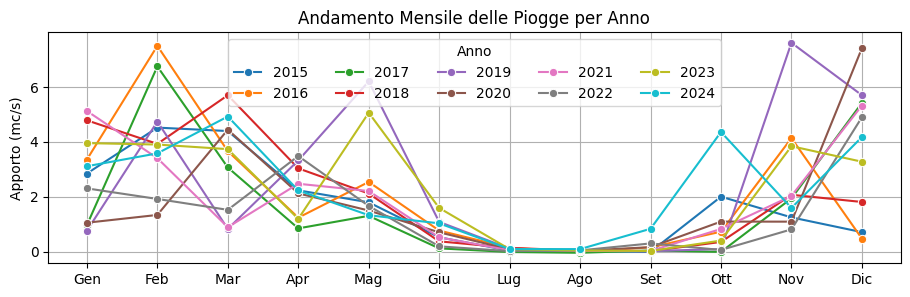 Andamento Mensile delle Piogge per Anno
Apporto (mc/s)
6
4
2
0
Anno
2015 2017 2019 2021 2023
2016 2018 2020 2022 2024
Gen Feb Mar Apr Mag Giu Lug Ago Set Ott Nov Dic